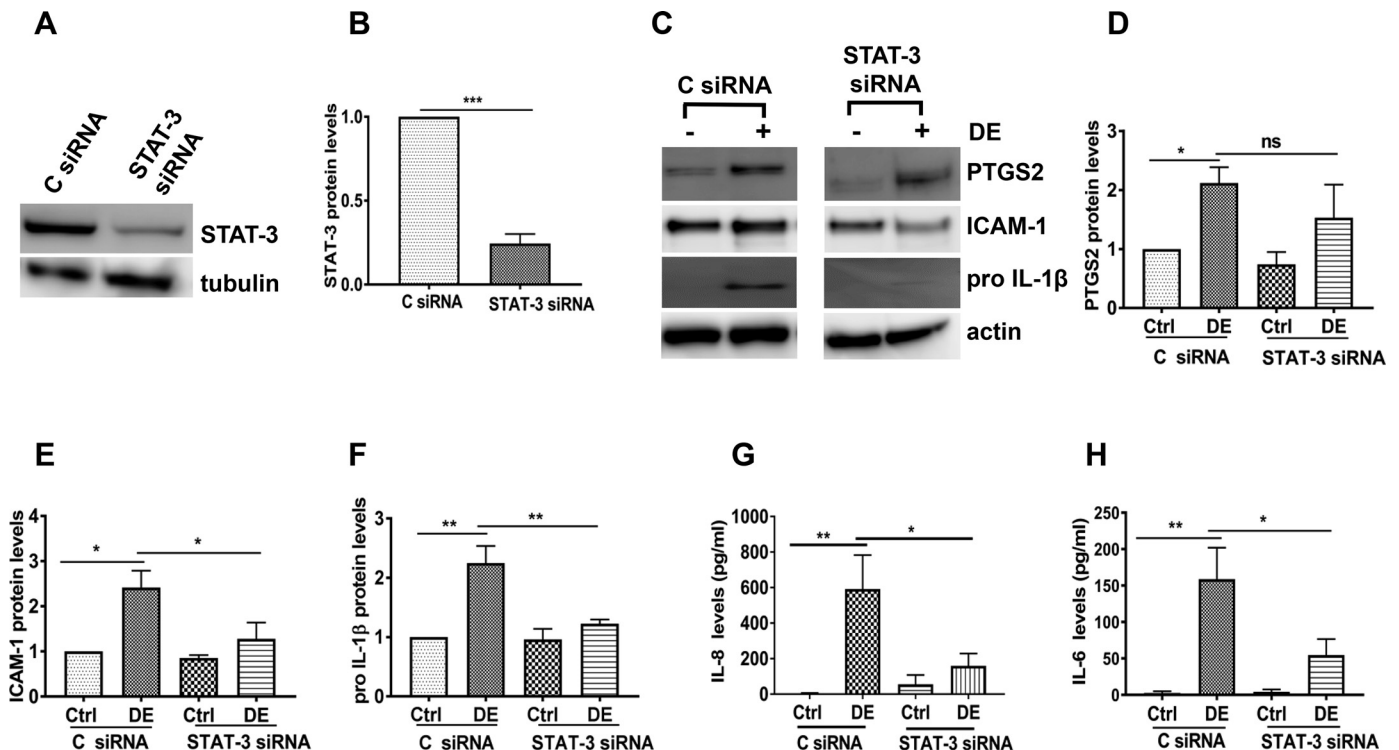 A
C siRNA
STAT-3
siRNA
STAT-3
tubulin
B
***
STAT-3 protein levels
1.0
0.5
0.0
C siRNA
STAT-3 siRNA
C
C siRNA
STAT-3
siRNA
- + - + DE
PTGS2
ICAM-1
pro IL-1β
actin
D
PTGS2 protein levels
3
2
1
0
* ns
Ctrl DE Ctrl DE
C siRNA STAT-3 siRNA
E
ICAM-1 protein levels
4
3
2
1
0
* *
Ctrl DE Ctrl DE
C siRNA STAT-3 siRNA
F
pro IL-1β protein levels
3
2
1
0
** **
Ctrl DE Ctrl DE
C siRNA STAT-3 siRNA
G
IL-8 levels (pg/ml)
1000
800
600
400
200
0
** *
Ctrl DE Ctrl DE
C siRNA STAT-3 siRNA
H
IL-6 levels (pg/ml)
250
200
150
100
50
0
** *
Ctrl DE Ctrl DE
C siRNA STAT-3 siRNA